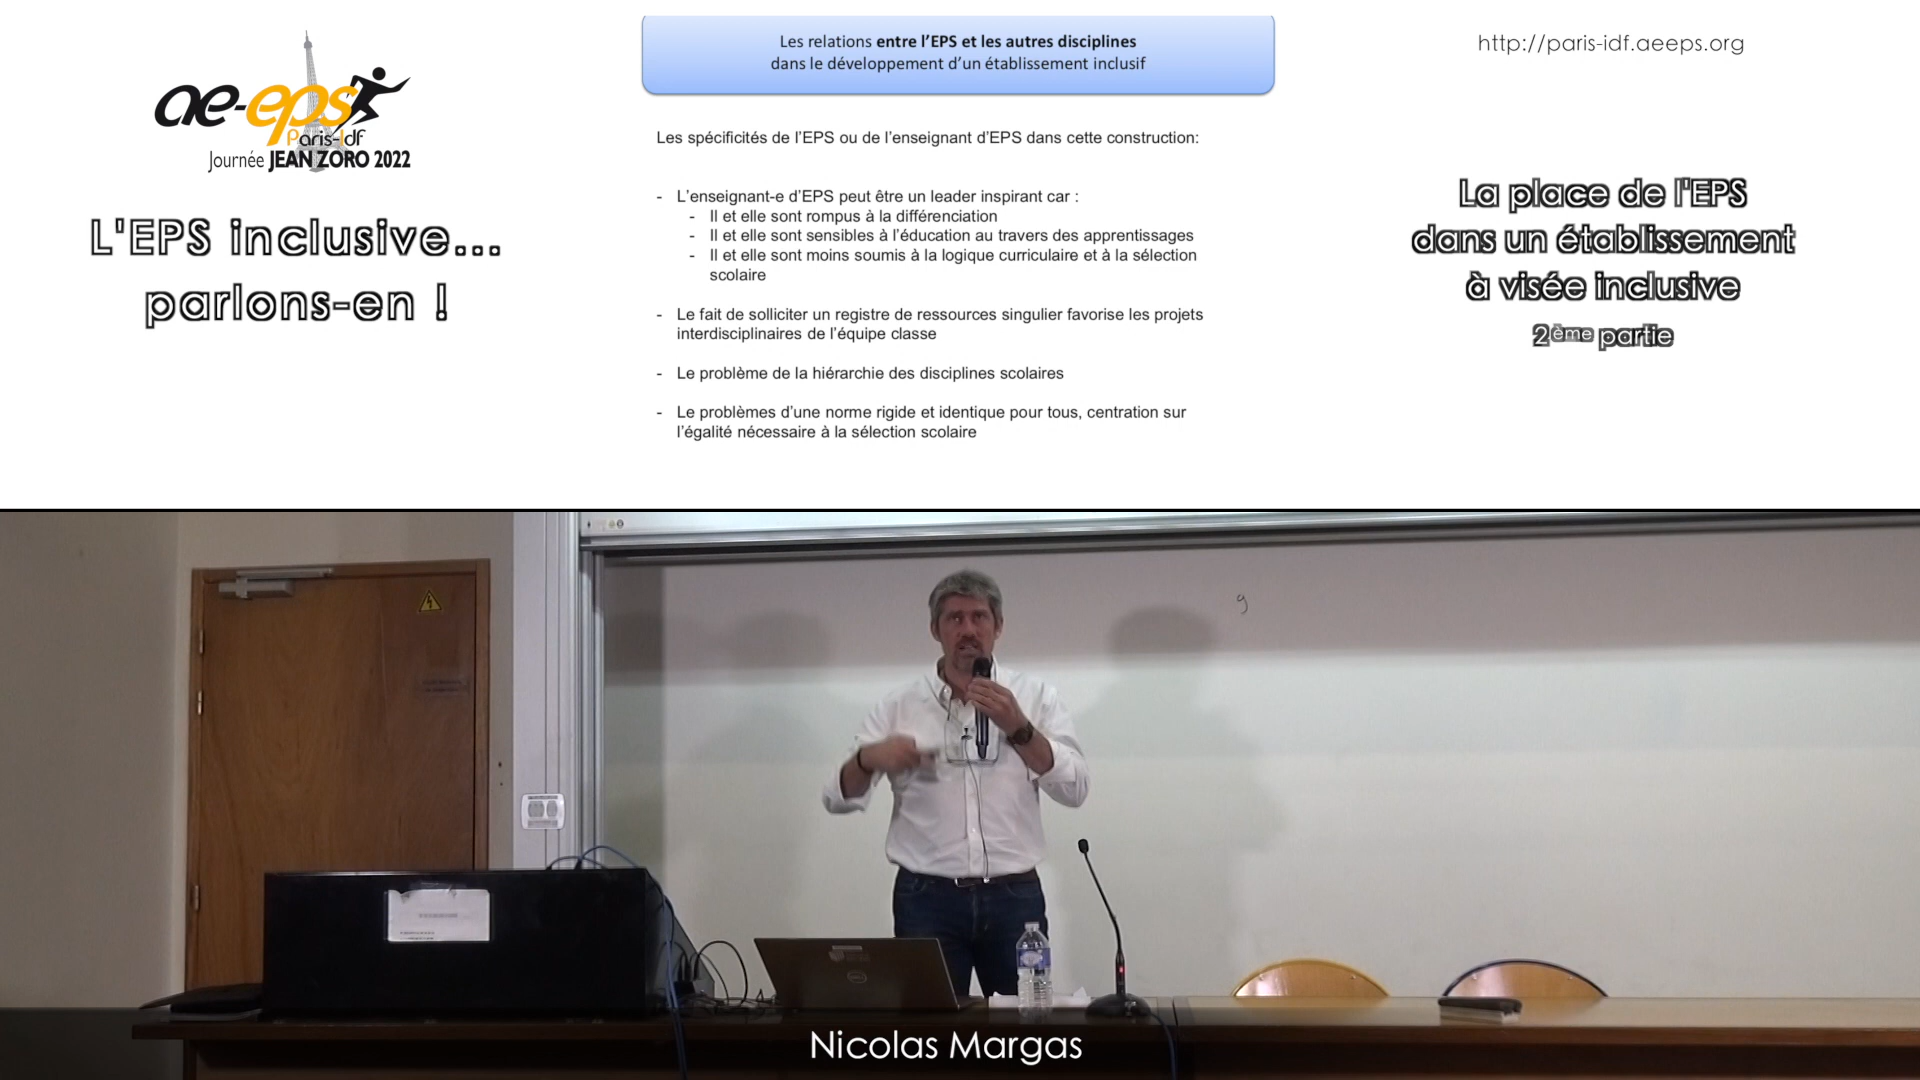 ae-eps
Paris-Idf
Journée JEAN ZORO 2022
L'EPS inclusive...
parlons-en !
Les relations entre l'EPS et les autres disciplines
dans le développement d'un établissement inclusif
Les spécificités de l'EPS ou de l'enseignant d'EPS dans cette construction:
- L'enseignant-e d'EPS peut être un leader inspirant car :
- Il et elle sont rompus à la différenciation
- Il et elle sont sensibles à l'éducation au travers des apprentissages
- Il et elle sont moins soumis à la logique curriculaire et à la sélection
scolaire
- Le fait de solliciter un registre de ressources singulier favorise les projets
interdisciplinaires de l'équipe classe
- Le problème de la hiérarchie des disciplines scolaires
- Le problèmes d'une norme rigide et identique pour tous, centration sur
l'égalité nécessaire à la sélection scolaire
http://paris-idf.aeeps.org
La place de l'EPS
dans un établissement
à visée inclusive
2ème partie
9
DELL
Nicolas Margas